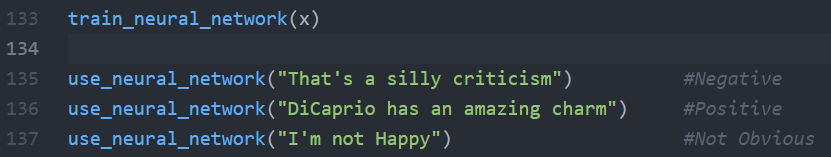 133 train_neural_network(x)
134
135 use_neural_network("That's a silly criticism") #Negative
136 use_neural_network("DiCaprio has an amazing charm") #Positive
137 use_neural_network("I'm not Happy") #Not Obvious